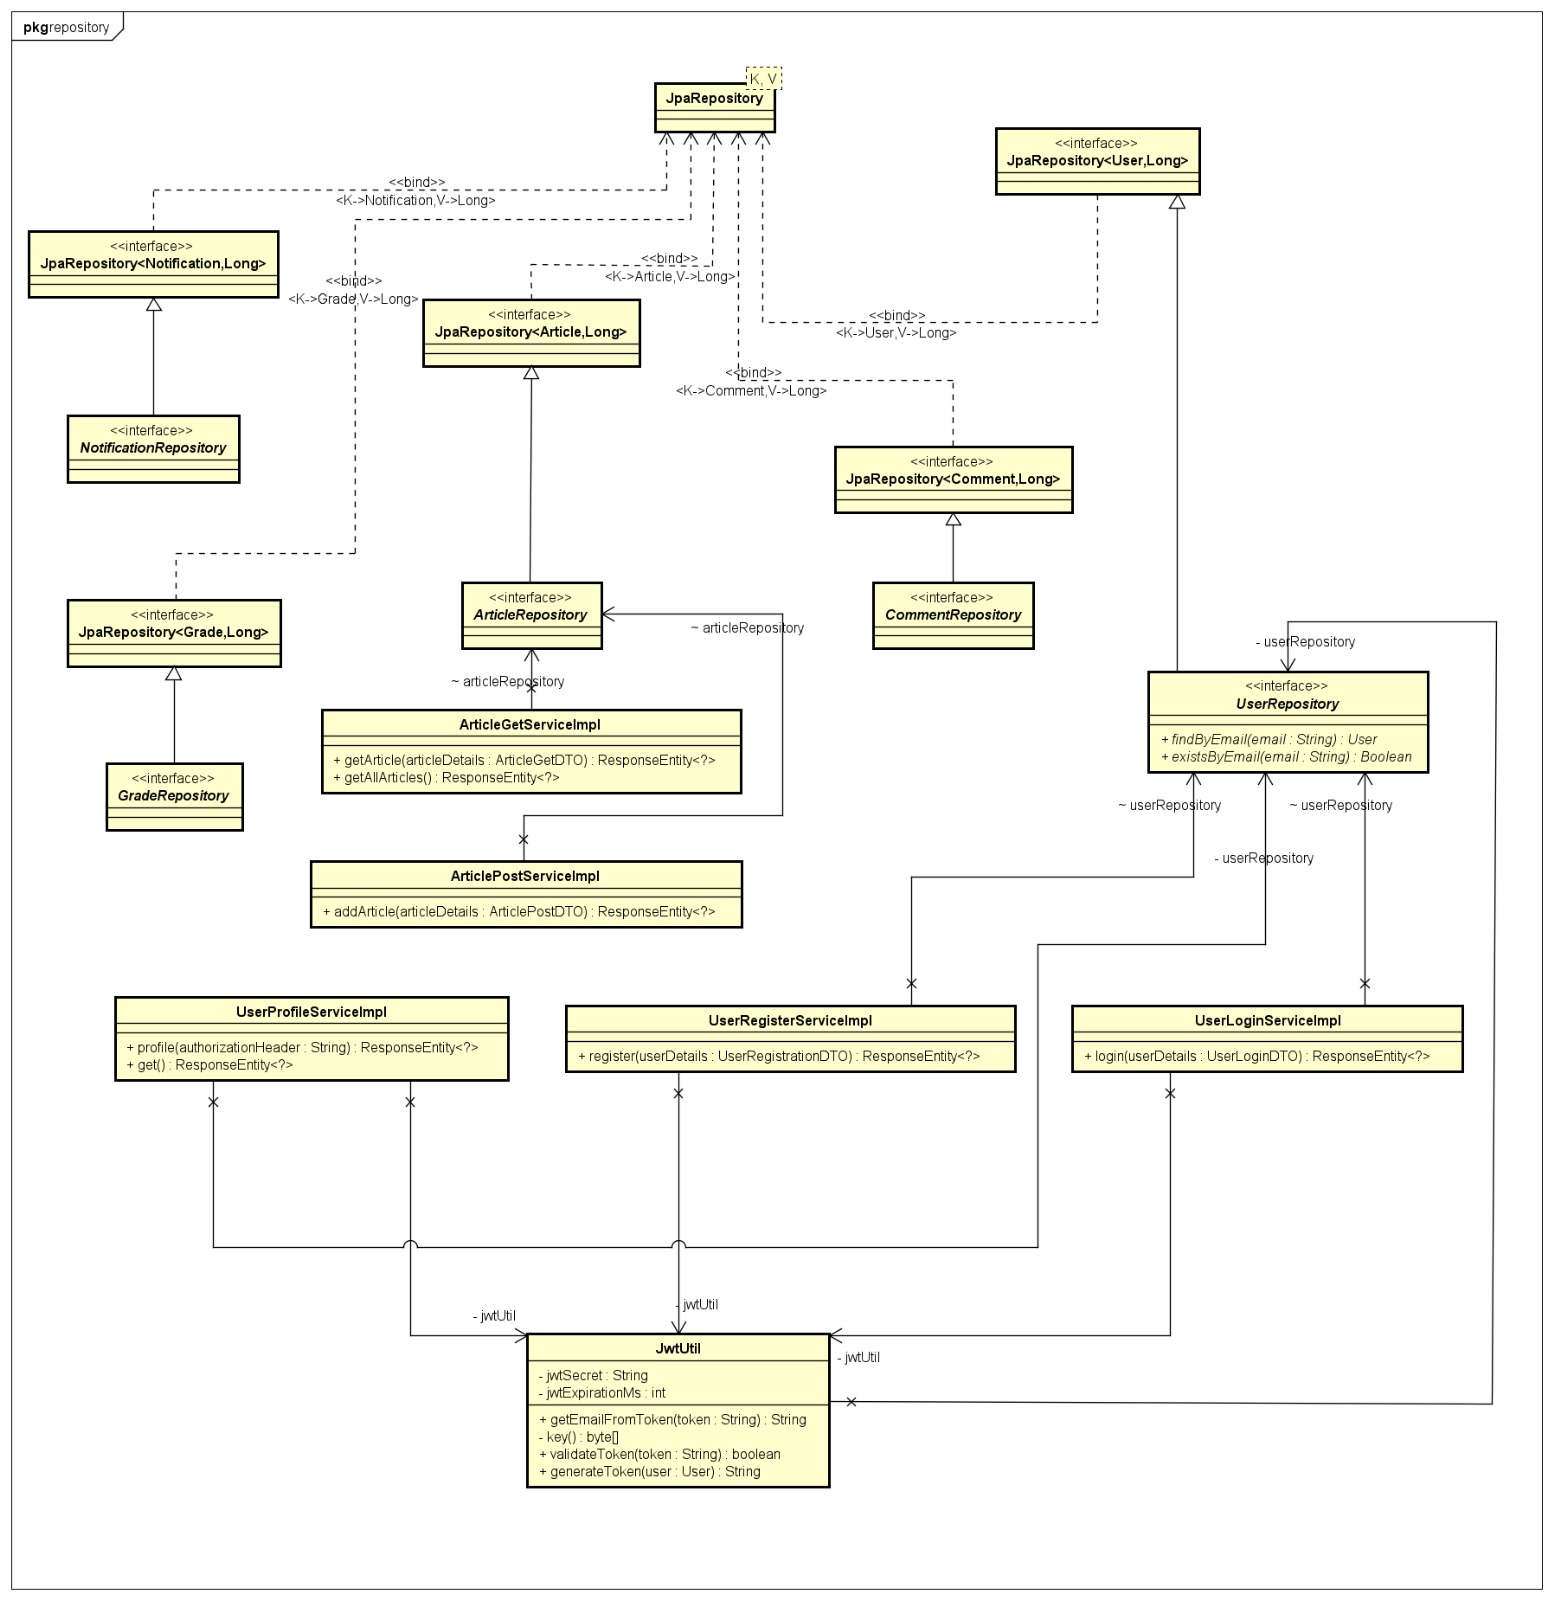 pkg repository
K, V
JpaRepository
<<interface>>
JpaRepository<User,Long>
<<bind>>
<K->Notification,V->Long>
<<interface>>
JpaRepository<Notification,Long>
<<bind>>
<K->Grade,V->Long>
<<bind>>
<K->Article,V->Long>
<<interface>>
JpaRepository<Article,Long>
<<bind>>
<K->User,V->Long>
<<bind>>
<K->Comment,V->Long>
<<interface>>
NotificationRepository
<<interface>>
JpaRepository<Comment,Long>
<<interface>>
JpaRepository<Grade,Long>
<<interface>>
ArticleRepository
<<interface>>
CommentRepository
~ articleRepository
- userRepository
~ articleRepository
<<interface>>
UserRepository
+ findByEmail(email : String) : User
+ existsByEmail(email : String) : Boolean
ArticleGetServiceImpl
+ getArticle(articleDetails : ArticleGetDTO) : ResponseEntity<?>
+ getAllArticles() : ResponseEntity<?>
<<interface>>
GradeRepository
~ userRepository
~ userRepository
- userRepository
ArticlePostServiceImpl
+ addArticle(articleDetails : ArticlePostDTO) : ResponseEntity<?>
UserProfileServiceImpl
+ profile(authorizationHeader : String) : ResponseEntity<?>
+ get() : ResponseEntity<?>
UserRegisterServiceImpl
+ register(userDetails : UserRegistrationDTO) : ResponseEntity<?>
UserLoginServiceImpl
+ login(userDetails : UserLoginDTO) : ResponseEntity<?>
- jwtUtil
- jwtUtil
- jwtUtil
JwtUtil
- jwtSecret : String
- jwtExpirationMs : int
+ getEmailFromToken(token : String) : String
- key() : byte[]
+ validateToken(token : String) : boolean
+ generateToken(user : User) : String